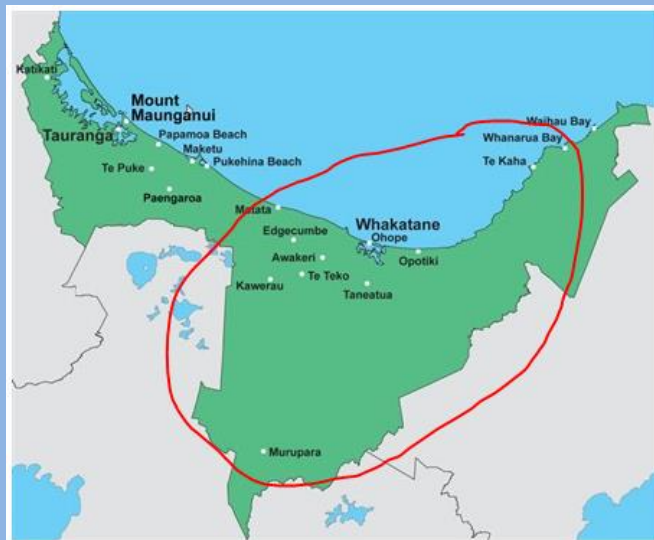 Katikati
Mount
Maunganui
Tauranga
Papamoa Beach
Maketu
Te Puke
Pukehina Beach
Paengaroa
Waihau Bay
Whanarua Bay
Te Kaha
Matata
Whakatane
Edgecumbe
Ohope
Awakeri
Opotiki
Te Teko
Kawerau
Taneatua
Murupara